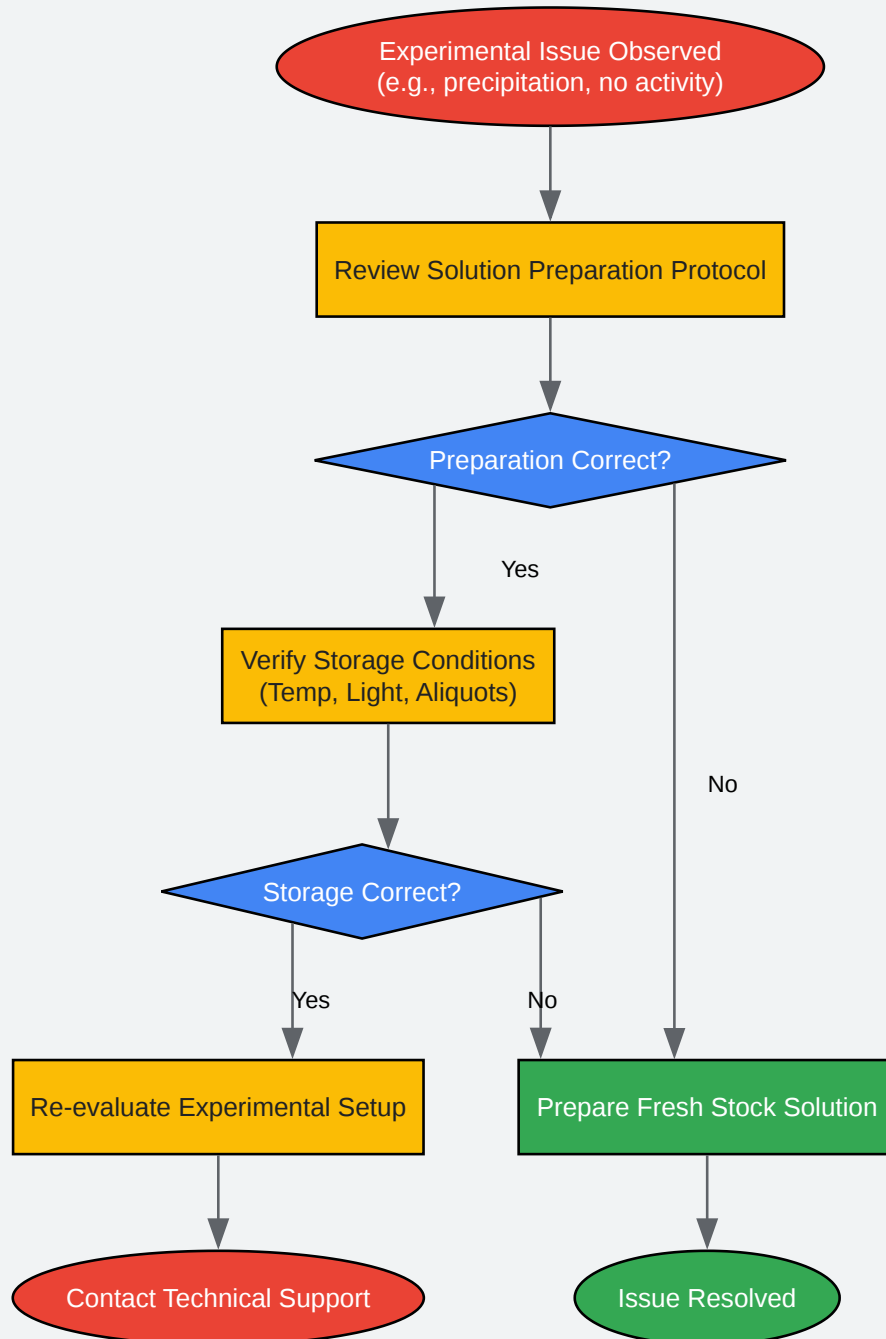 Experimental Issue Observed
(e.g., precipitation, no activity)
Review Solution Preparation Protocol
Preparation Correct?
Yes
Verify Storage Conditions
(Temp, Light, Aliquots)
No
Storage Correct?
Yes
No
Re-evaluate Experimental Setup
Prepare Fresh Stock Solution
Contact Technical Support
Issue Resolved